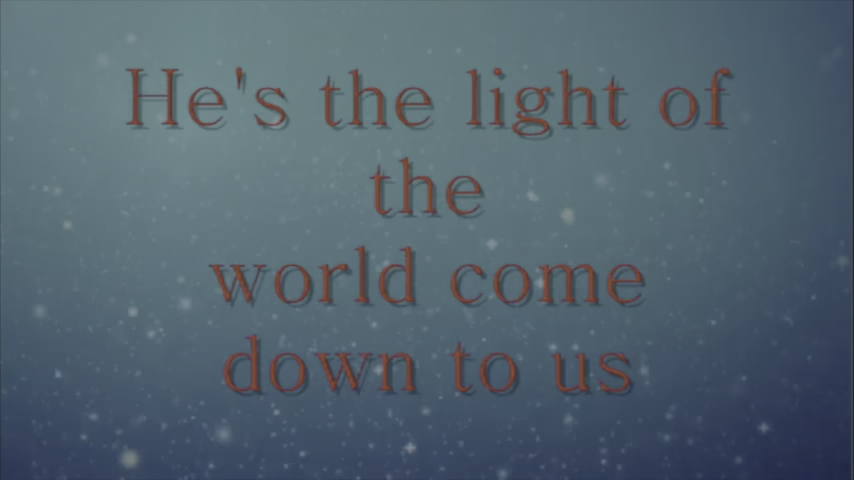 He's the light of
the
world come
down to us